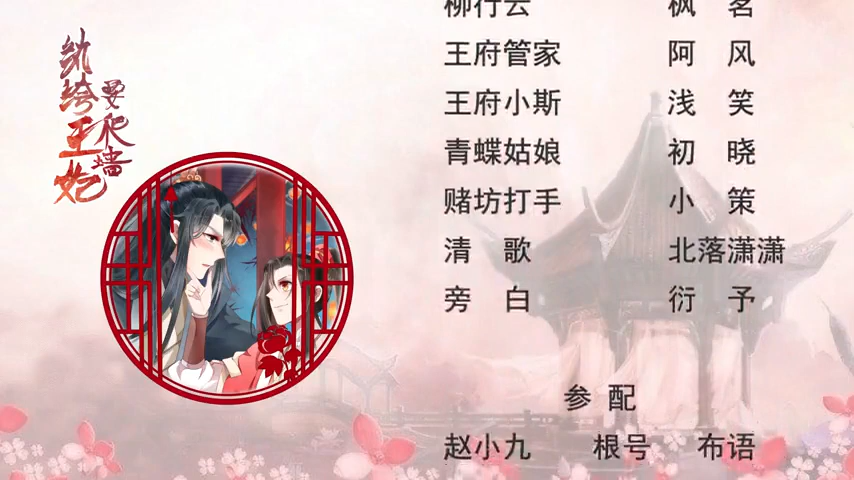 纨绔王妃
要爬墙
柳行云 枫 名
王府管家 阿 风
王府小斯 浅 笑
青蝶姑娘 初 晓
赌坊打手 小 策
清 歌 北落潇潇
旁 白 衍 予
参 配
赵小九 根号 布语